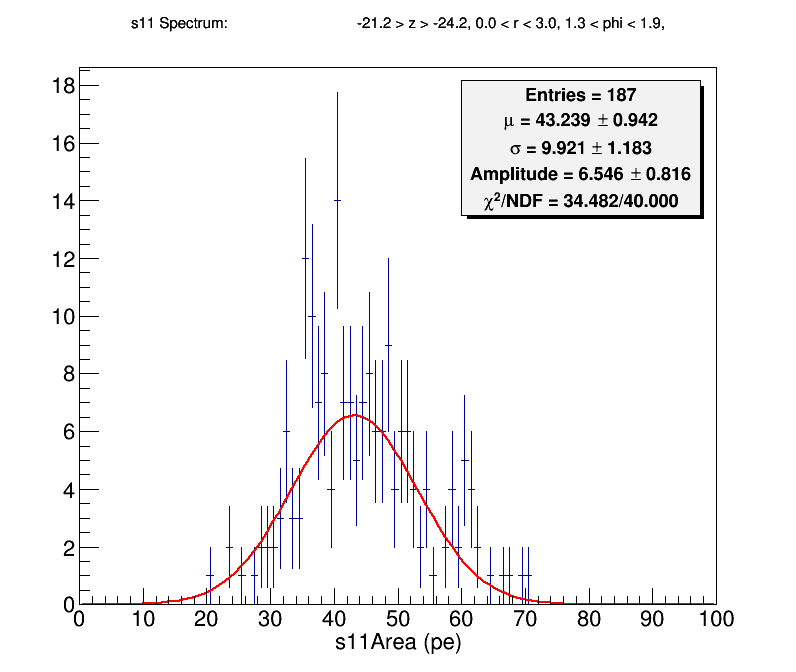 s11 Spectrum: -21.2 > z > -24.2, 0.0 < r < 3.0, 1.3 < phi < 1.9,
Entries = 187
μ = 43.239 ± 0.942
σ = 9.921 ± 1.183
Amplitude = 6.546 ± 0.816
χ²/NDF = 34.482/40.000
18
16
14
12
10
8
6
4
2
0
0 10 20 30 40 50 60 70 80 90 100
s11Area (pe)